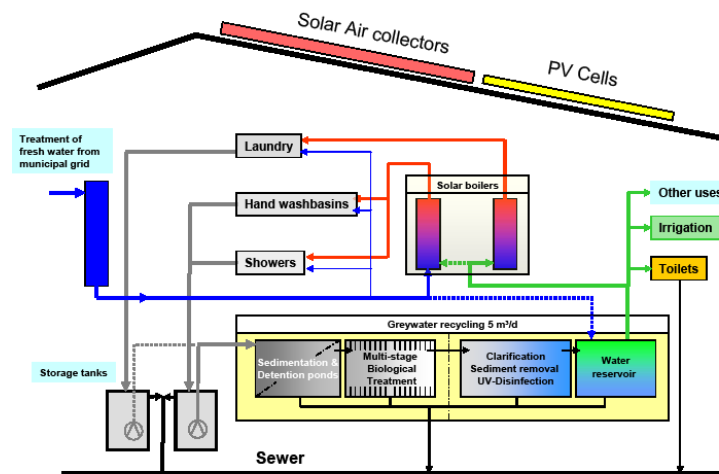 Solar Air collectors
PV Cells
Treatment of
fresh water from
municipal grid
Laundry
Hand washbasins
Showers
Solar boilers
Other uses
Irrigation
Toilets
Greywater recycling 5 m³/d
Sedimentation &
Detention ponds
Multi-stage
Biological
Treatment
Clarification
Sediment removal
UV-Disinfection
Water
reservoir
Storage tanks
Sewer